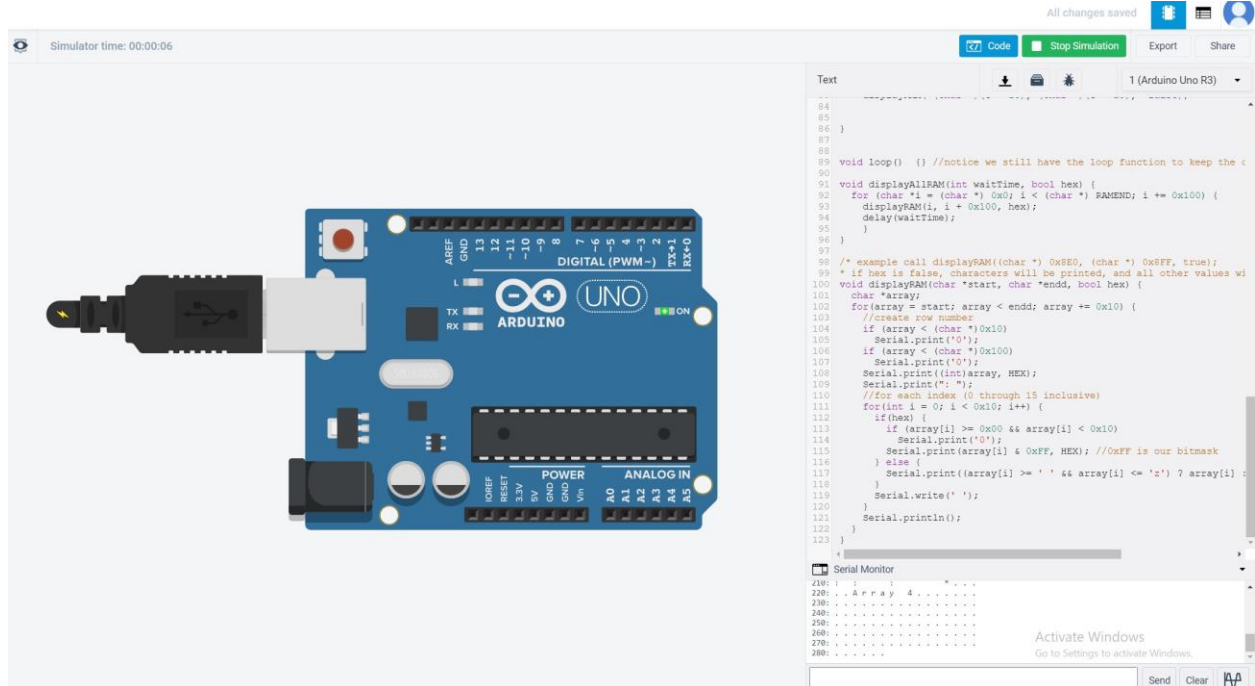 All changes saved
Simulator time: 00:00:06
Code
Stop Simulation
Export
Share
Text
1 (Arduino Uno R3)
84
85
86 }
87
88
89 void loop() {} //notice we still have the loop function to keep the
90
91 void displayAllRAM(int waitTime, bool hex) {
92 for (char *i = (char *) 0x0; i < (char *) RAMEND; i += 0x100) {
93 displayRAM(i, i + 0x100, hex);
94 delay(waitTime);
95 }
96 }
97
98 /* example call displayRAM((char *) 0x8E0, (char *) 0x8FF, true);
99 * if hex is false, characters will be printed, and all other values wi
100 void displayRAM(char *start, char *endd, bool hex) {
101 char *array;
102 for(array = start; array < endd; array += 0x10) {
103 //create row number
104 if (array < (char *)0x10)
105 Serial.print('0');
106 if (array < (char *)0x100)
107 Serial.print('0');
108 Serial.print((int)array, HEX);
109 Serial.print(": ");
110 //for each index (0 through 15 inclusive)
111 for(int i = 0; i < 0x10; i++) {
112 if(hex) {
113 if (array[i] >= 0x00 && array[i] < 0x10)
114 Serial.print('0');
115 Serial.print(array[i] & 0xFF, HEX); //0xFF is our bitmask
116 } else {
117 Serial.print((array[i] >= ' ' && array[i] <= 'z') ? array[i] :
118 }
119 Serial.write(' ');
120 }
121 Serial.println();
122 }
123 }
AREF
GND
13
12
~11
~10
~9
8
7
~6
~5
4
~3
2
TX→1
RX←0
DIGITAL (PWM~)
L
TX
RX
UNO
ARDUINO
ON
POWER
ANALOG IN
IOREF
RESET
3.3V
5V
GND
GND
Vin
A0
A1
A2
A3
A4
A5
Serial Monitor
210: : : : * . . .
220: . . A r r a y 4 . . . . . . .
230: . . . . . . . . . . . . . . . .
240: . . . . . . . . . . . . . . . .
250: . . . . . . . . . . . . . . . .
260: . . . . . . . . . . . . . . . .
270: . . . . . . . . . . . . . . . .
280: . . . . . .
Activate Windows
Go to Settings to activate Windows.
Send
Clear